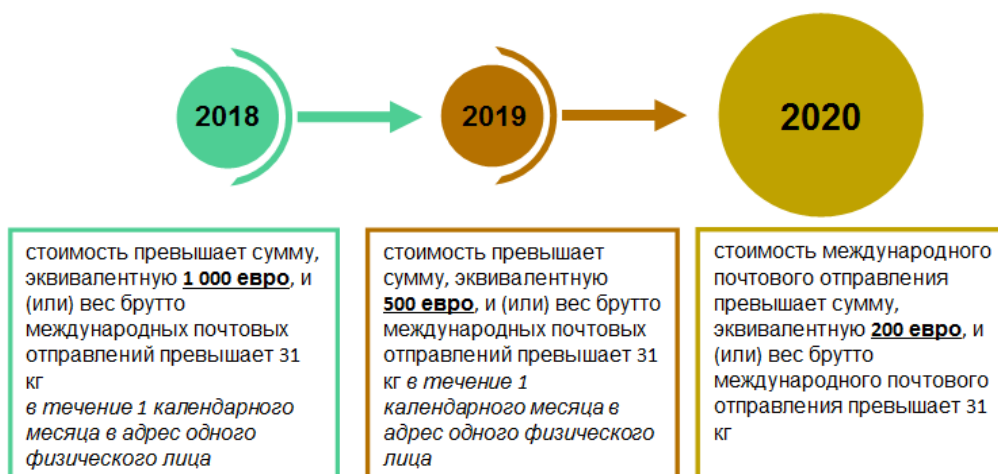 2018
2019
2020
стоимость превышает сумму,
эквивалентную 1 000 евро, и
(или) вес брутто
международных почтовых
отправлений превышает 31
кг
в течение 1 календарного
месяца в адрес одного
физического лица
стоимость превышает
сумму, эквивалентную
500 евро, и (или) вес брутто
международных почтовых
отправлений превышает 31
кг в течение 1
календарного месяца в
адрес одного физического
лица
стоимость международного
почтового отправления
превышает сумму,
эквивалентную 200 евро, и
(или) вес брутто
международного почтового
отправления превышает 31
кг